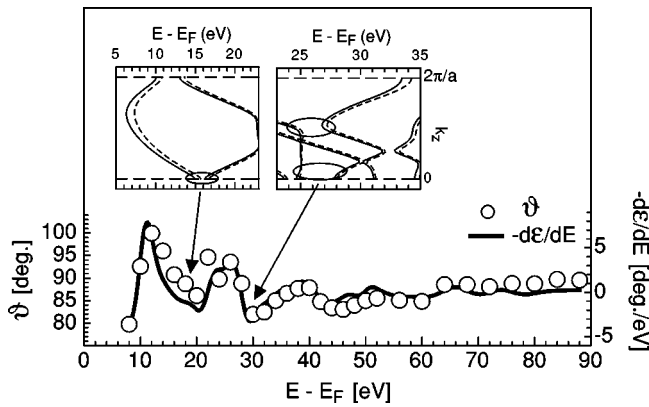 E - E_F (eV)
5 10 15 20
E - E_F (eV)
25 30 35
2π/a
k_z
0
ϑ
-dε/dE
100
95
90
85
80
ϑ [deg.]
5
0
-5
-dε/dE [deg./eV]
0 10 20 30 40 50 60 70 80 90
E - E_F [eV]